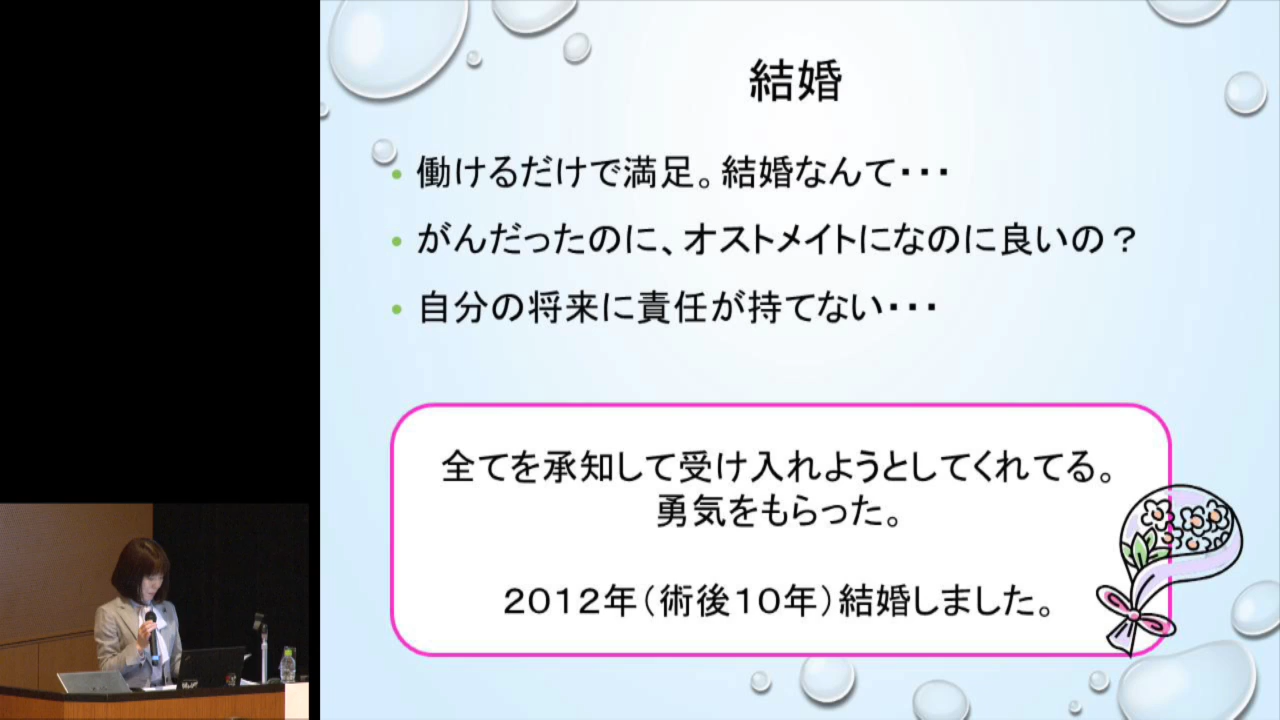 結婚
• 働けるだけで満足。結婚なんて・・・
• がんだったのに、オストメイトになのに良いの？
• 自分の将来に責任が持てない・・・
全てを承知して受け入れようとしてくれてる。
勇気をもらった。
２０１２年（術後１０年）結婚しました。